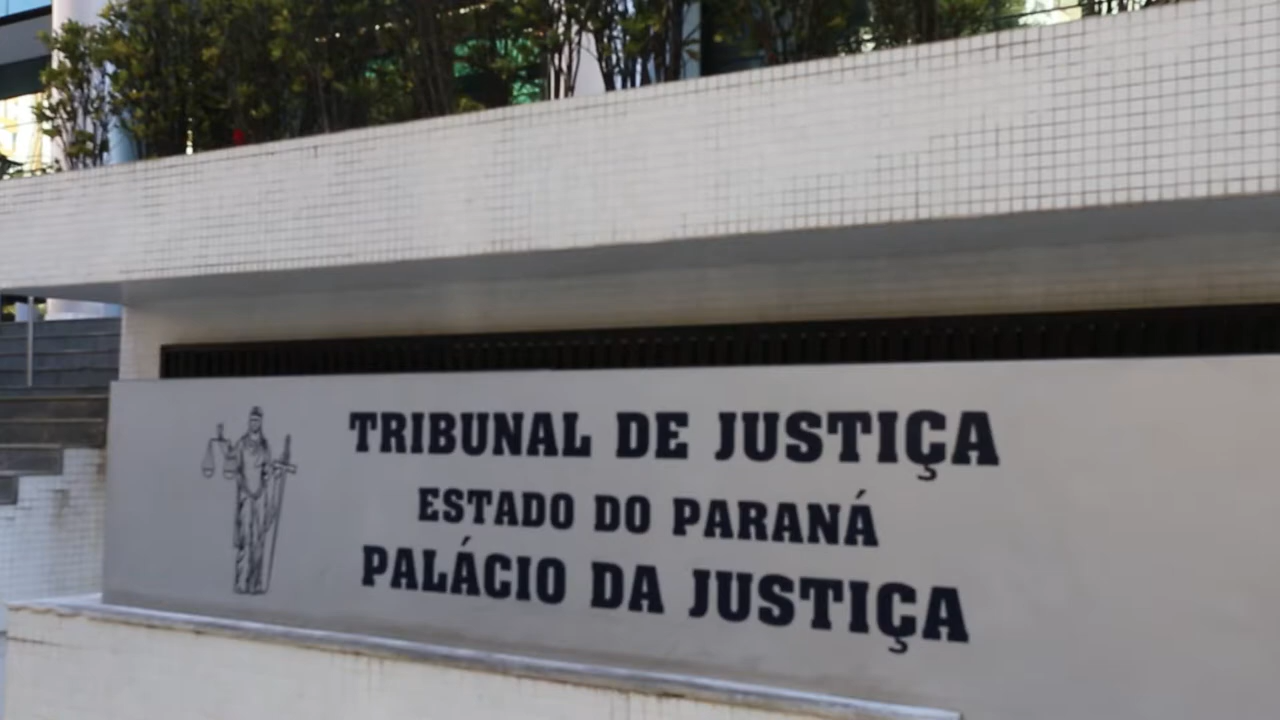 TRIBUNAL DE JUSTIÇA
ESTADO DO PARANÁ
PALÁCIO DA JUSTIÇA